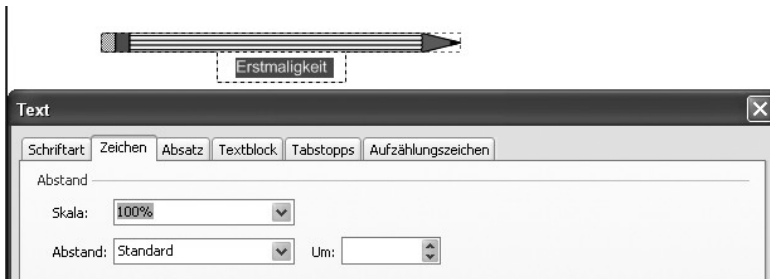 Erstmaligkeit
Text
Schriftart Zeichen Absatz Textblock Tabstopps Aufzählungszeichen
Abstand
Skala: 100%
Abstand: Standard Um: